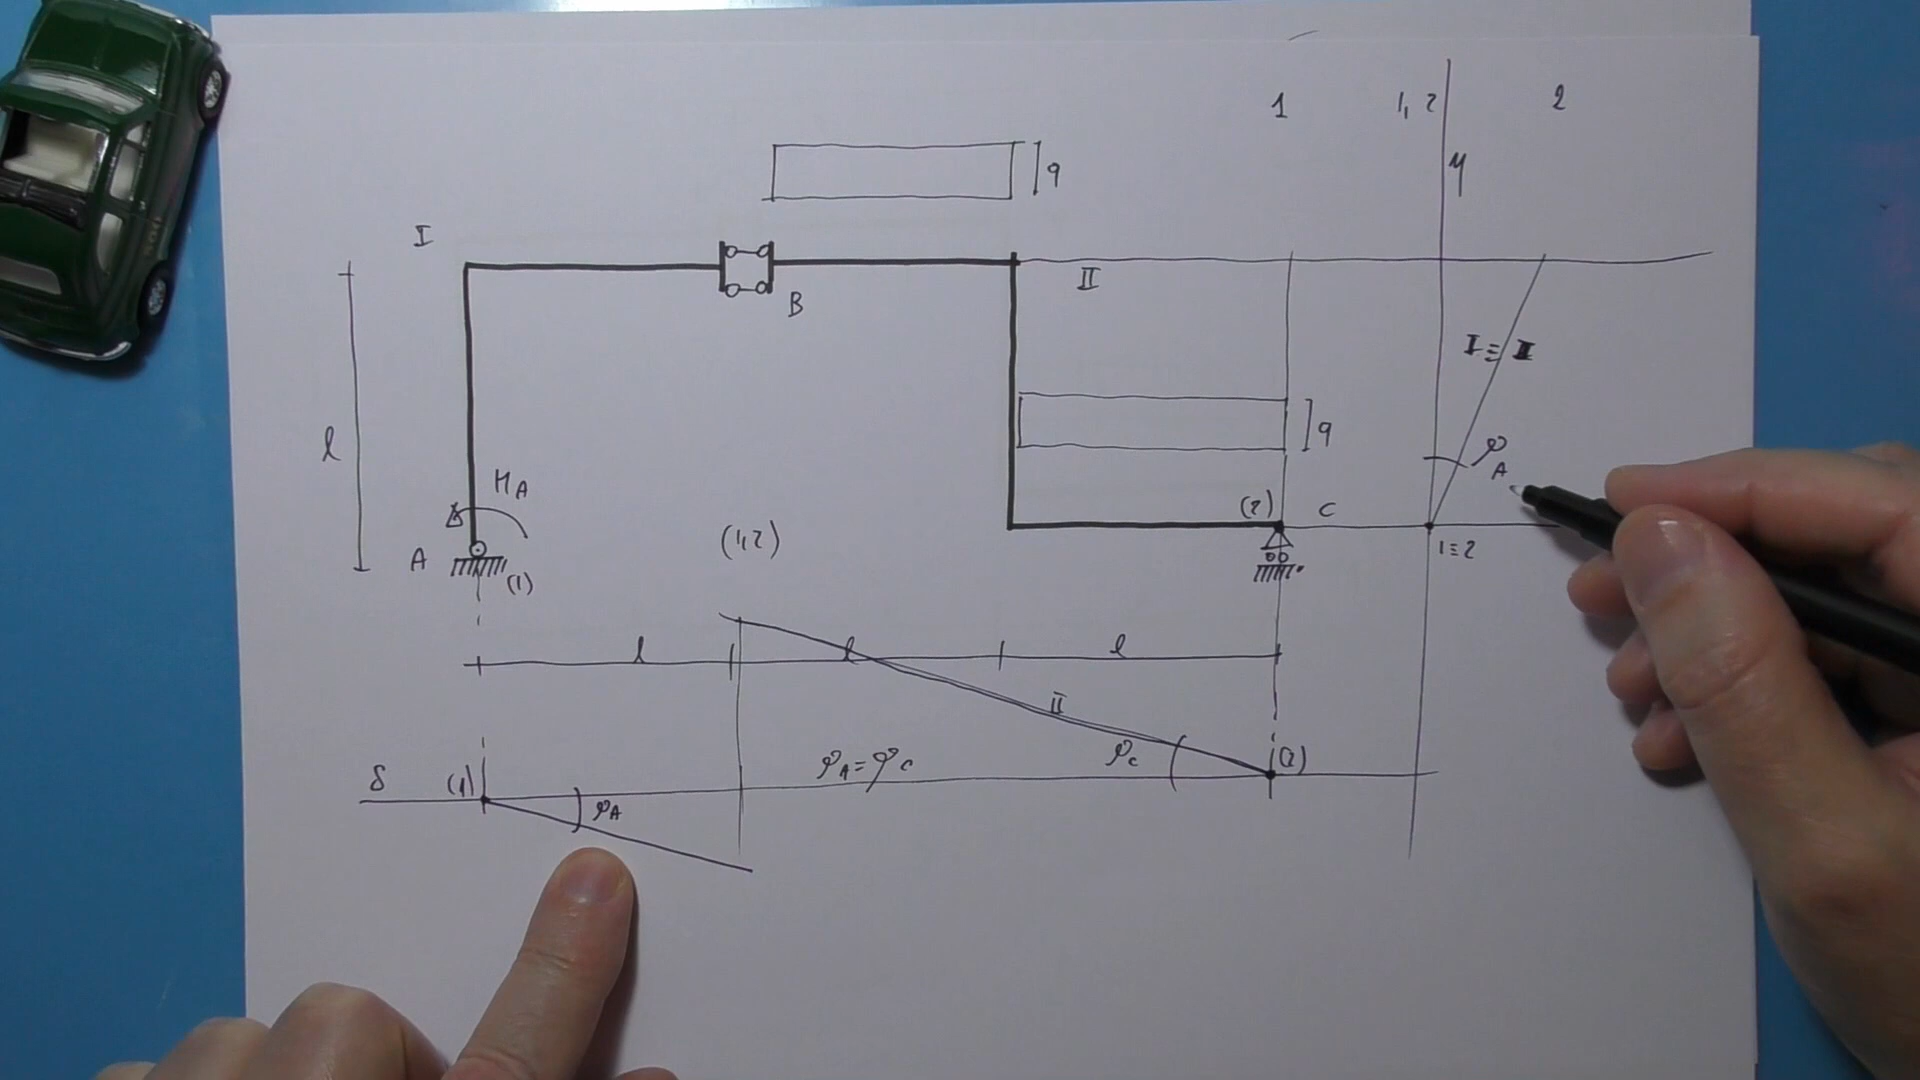 1 1, 2 2
y
q
I
II
B
I ≡ II
l
q
φA
MA
(2) C
A (1) (1,2) 1≡2
l l l
II
δ (1) φA φA = φC φC (2)